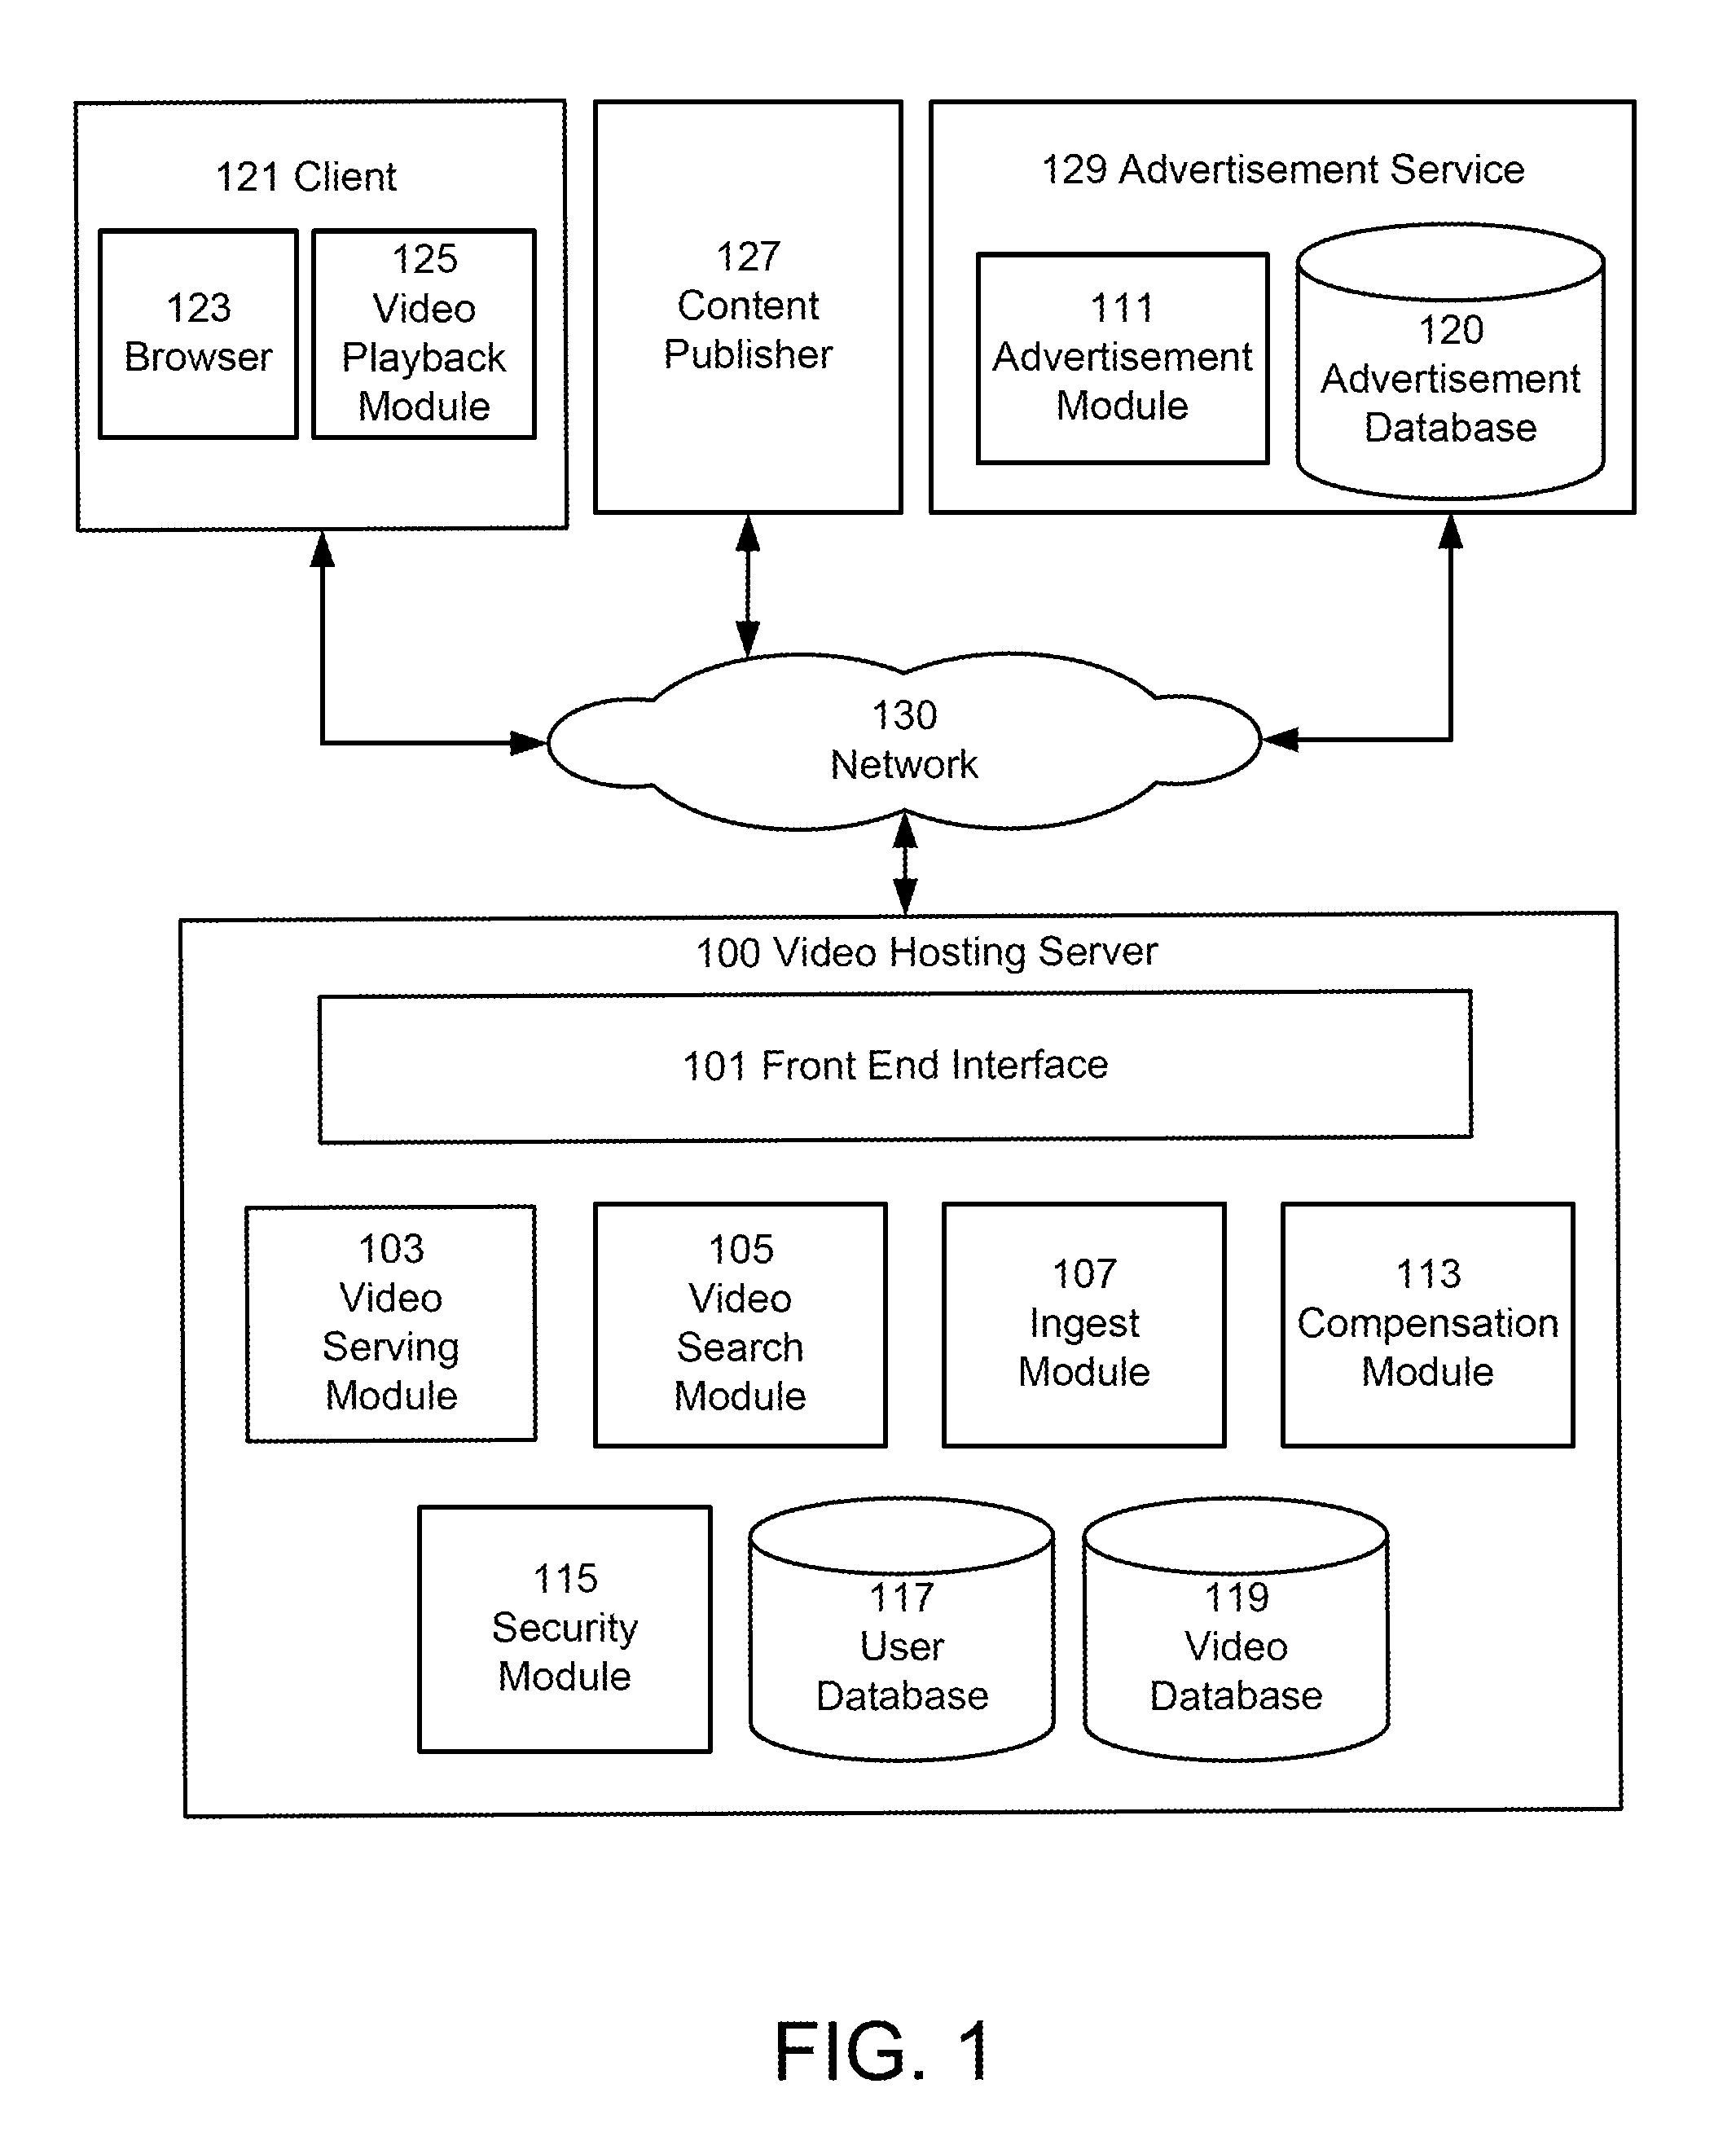 121 Client
123
Browser
125
Video
Playback
Module
127
Content
Publisher
129 Advertisement Service
111
Advertisement
Module
120
Advertisement
Database
130
Network
100 Video Hosting Server
101 Front End Interface
103
Video
Serving
Module
105
Video
Search
Module
107
Ingest
Module
113
Compensation
Module
115
Security
Module
117
User
Database
119
Video
Database
FIG. 1